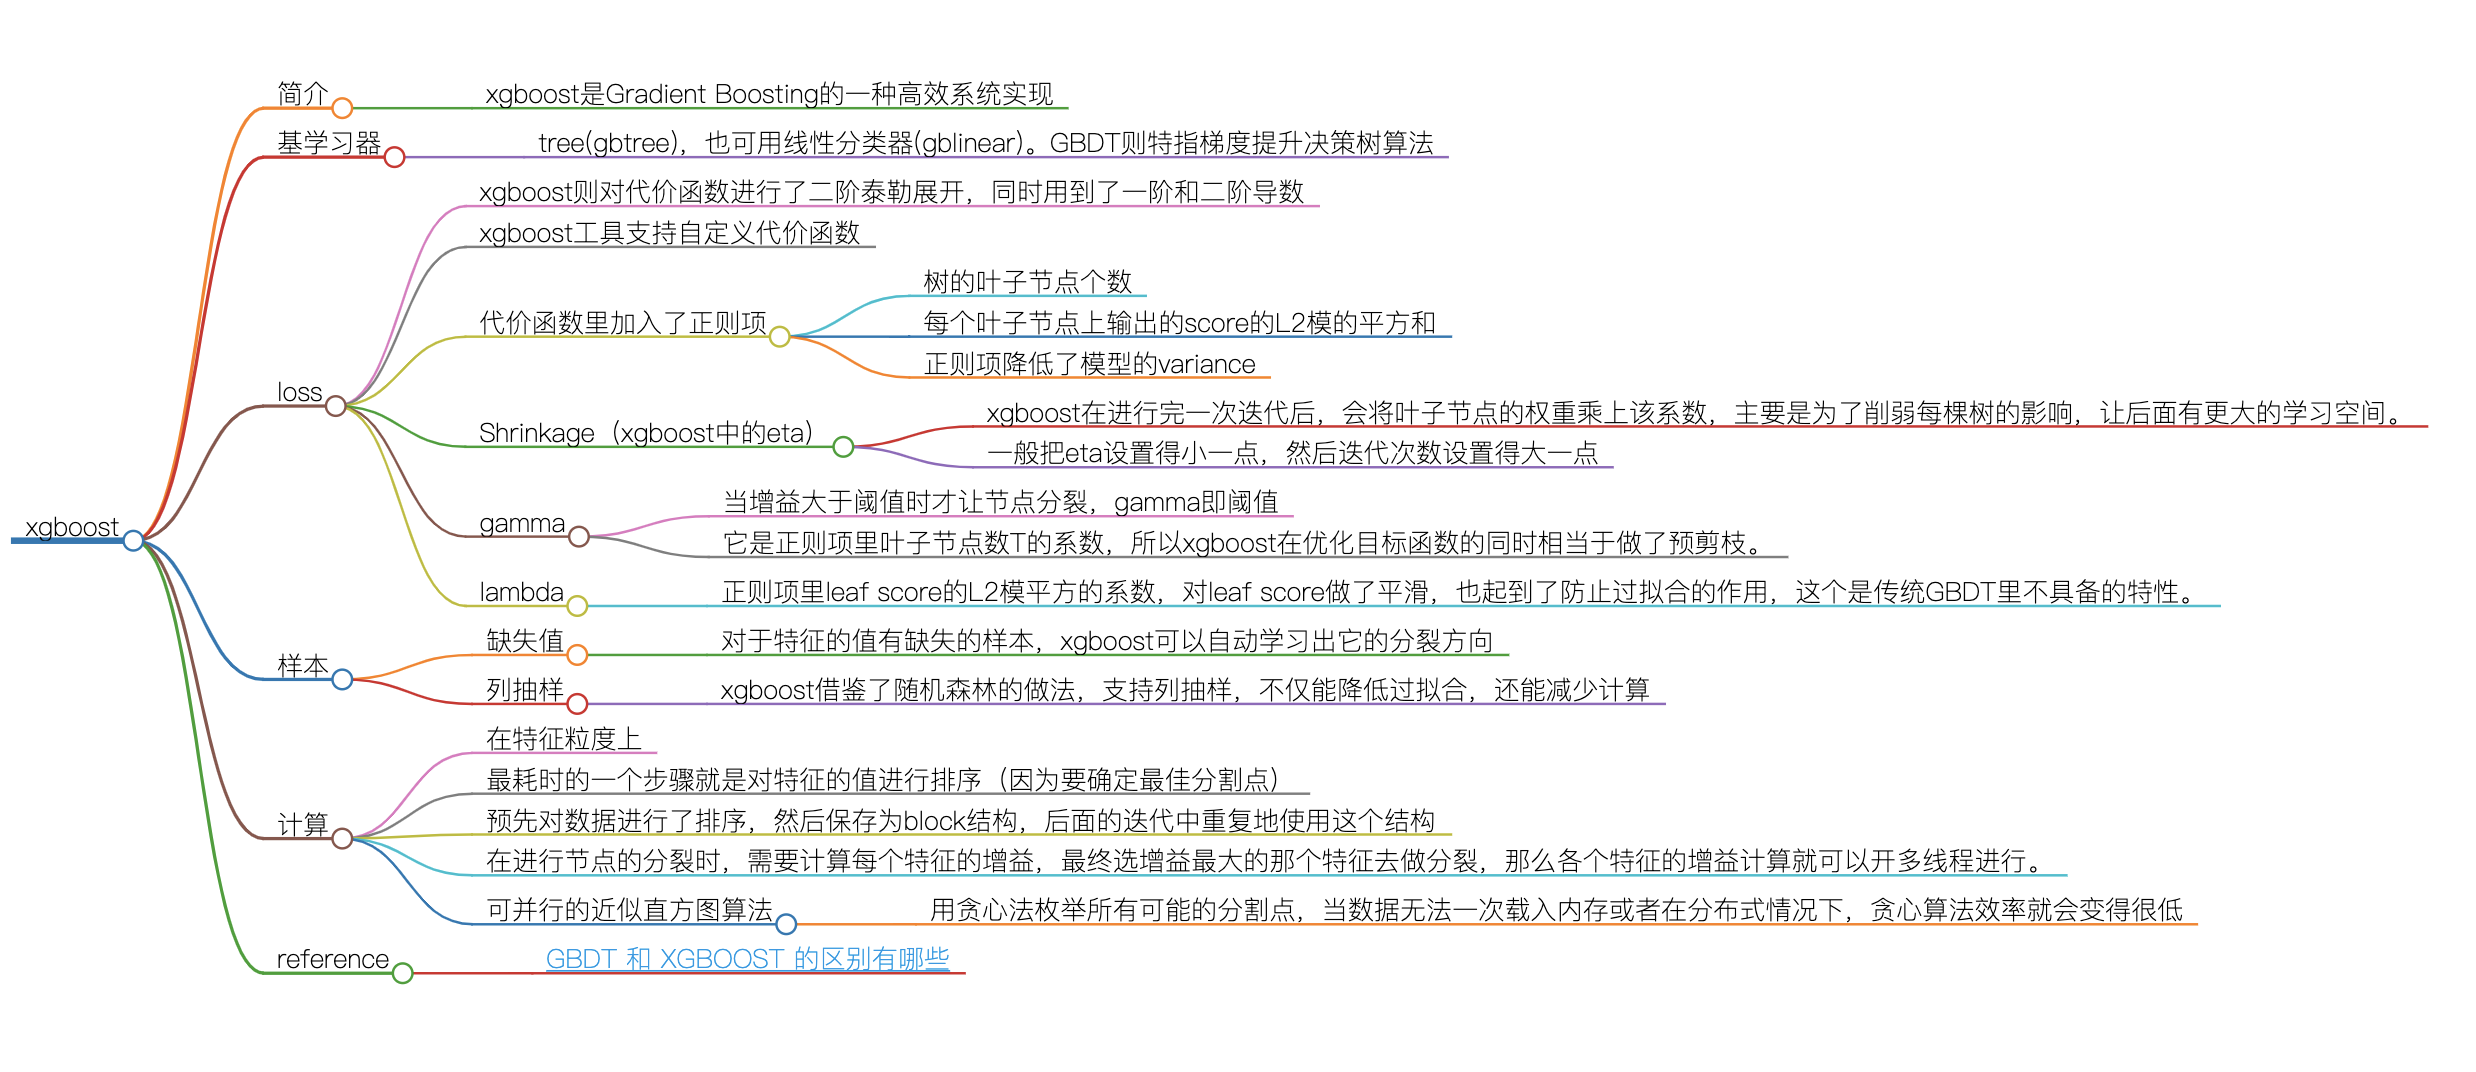 xgboost
简介
xgboost是Gradient Boosting的一种高效系统实现
基学习器
tree(gbtree)，也可用线性分类器(gblinear)。GBDT则特指梯度提升决策树算法
loss
xgboost则对代价函数进行了二阶泰勒展开，同时用到了一阶和二阶导数
xgboost工具支持自定义代价函数
代价函数里加入了正则项
树的叶子节点个数
每个叶子节点上输出的score的L2模的平方和
正则项降低了模型的variance
Shrinkage（xgboost中的eta）
xgboost在进行完一次迭代后，会将叶子节点的权重乘上该系数，主要是为了削弱每棵树的影响，让后面有更大的学习空间。
一般把eta设置得小一点，然后迭代次数设置得大一点
gamma
当增益大于阈值时才让节点分裂，gamma即阈值
它是正则项里叶子节点数T的系数，所以xgboost在优化目标函数的同时相当于做了预剪枝。
lambda
正则项里leaf score的L2模平方的系数，对leaf score做了平滑，也起到了防止过拟合的作用，这个是传统GBDT里不具备的特性。
样本
缺失值
对于特征的值有缺失的样本，xgboost可以自动学习出它的分裂方向
列抽样
xgboost借鉴了随机森林的做法，支持列抽样，不仅能降低过拟合，还能减少计算
计算
在特征粒度上
最耗时的一个步骤就是对特征的值进行排序（因为要确定最佳分割点）
预先对数据进行了排序，然后保存为block结构，后面的迭代中重复地使用这个结构
在进行节点的分裂时，需要计算每个特征的增益，最终选增益最大的那个特征去做分裂，那么各个特征的增益计算就可以开多线程进行。
可并行的近似直方图算法
用贪心法枚举所有可能的分割点，当数据无法一次载入内存或者在分布式情况下，贪心算法效率就会变得很低
reference
GBDT 和 XGBOOST 的区别有哪些